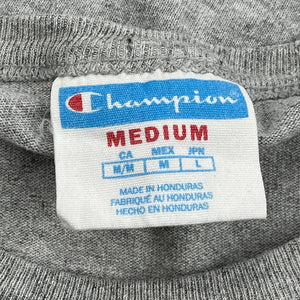 Champion
MEDIUM
CA MEX JPN
M/M M L
MADE IN HONDURAS
FABRIQUÉ AU HONDURAS
HECHO EN HONDURAS